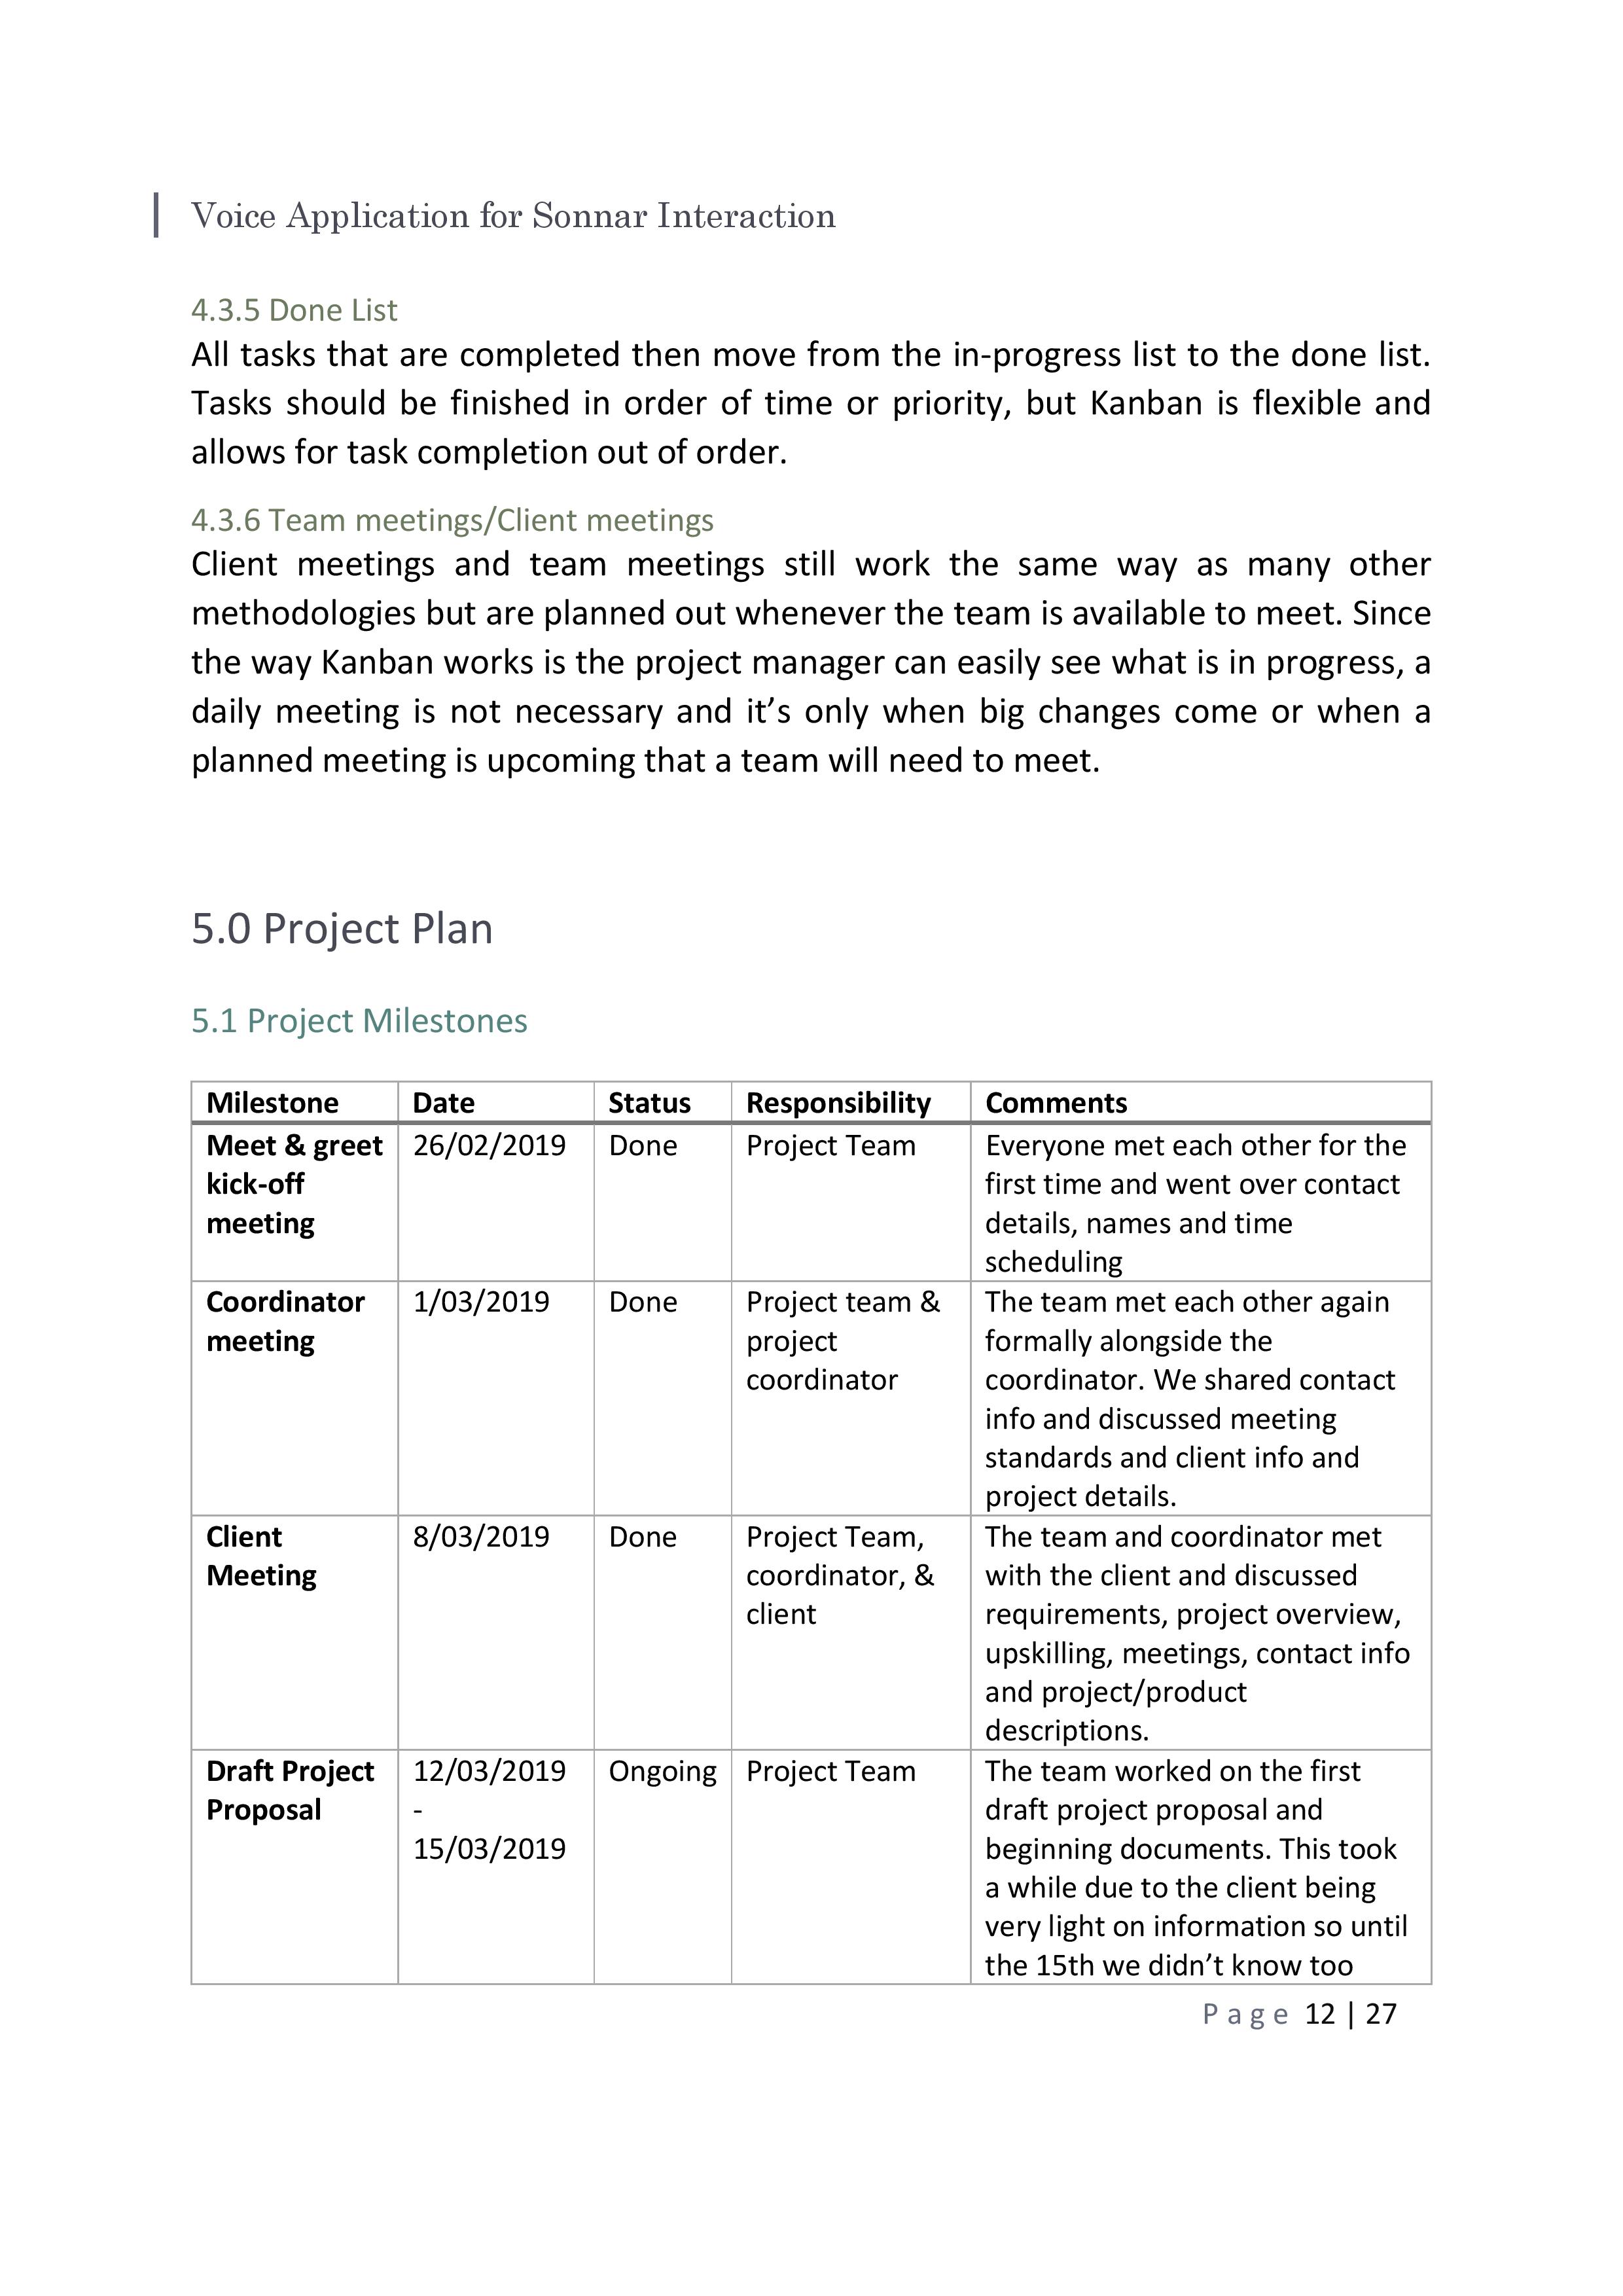 Voice Application for Sonnar Interaction
4.3.5 Done List
All tasks that are completed then move from the in-progress list to the done list.
Tasks should be finished in order of time or priority, but Kanban is flexible and
allows for task completion out of order.
4.3.6 Team meetings/Client meetings
Client meetings and team meetings still work the same way as many other
methodologies but are planned out whenever the team is available to meet. Since
the way Kanban works is the project manager can easily see what is in progress, a
daily meeting is not necessary and it’s only when big changes come or when a
planned meeting is upcoming that a team will need to meet.
5.0 Project Plan
5.1 Project Milestones
Milestone Date Status Responsibility Comments
Meet & greet 26/02/2019 Done Project Team Everyone met each other for the
kick-off first time and went over contact
meeting details, names and time
scheduling
Coordinator 1/03/2019 Done Project team & The team met each other again
meeting project formally alongside the
coordinator coordinator. We shared contact
info and discussed meeting
standards and client info and
project details.
Client 8/03/2019 Done Project Team, The team and coordinator met
Meeting coordinator, & with the client and discussed
client requirements, project overview,
upskilling, meetings, contact info
and project/product
descriptions.
Draft Project 12/03/2019 Ongoing Project Team The team worked on the first
Proposal - draft project proposal and
15/03/2019 beginning documents. This took
a while due to the client being
very light on information so until
the 15th we didn’t know too
Page 12 | 27